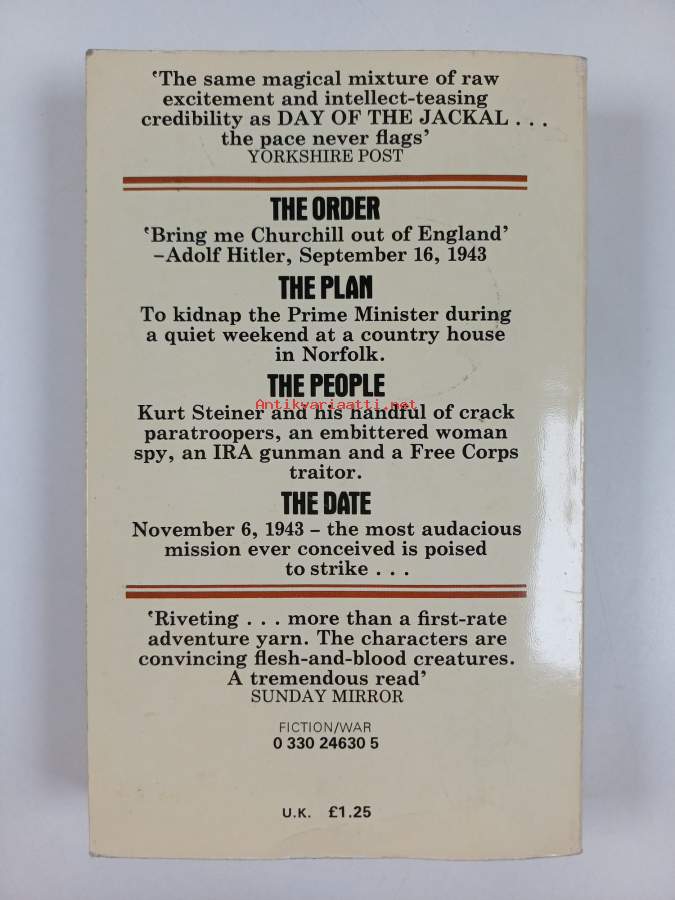 ‘The same magical mixture of raw
excitement and intellect-teasing
credibility as DAY OF THE JACKAL . . .
the pace never flags’
YORKSHIRE POST
THE ORDER
‘Bring me Churchill out of England’
–Adolf Hitler, September 16, 1943
THE PLAN
To kidnap the Prime Minister during
a quiet weekend at a country house
in Norfolk.
THE PEOPLE
Antikvariaatti.net
Kurt Steiner and his handful of crack
paratroopers, an embittered woman
spy, an IRA gunman and a Free Corps
traitor.
THE DATE
November 6, 1943 – the most audacious
mission ever conceived is poised
to strike . . .
‘Riveting . . . more than a first-rate
adventure yarn. The characters are
convincing flesh-and-blood creatures.
A tremendous read’
SUNDAY MIRROR
FICTION/WAR
0 330 24630 5
U.K. £1.25